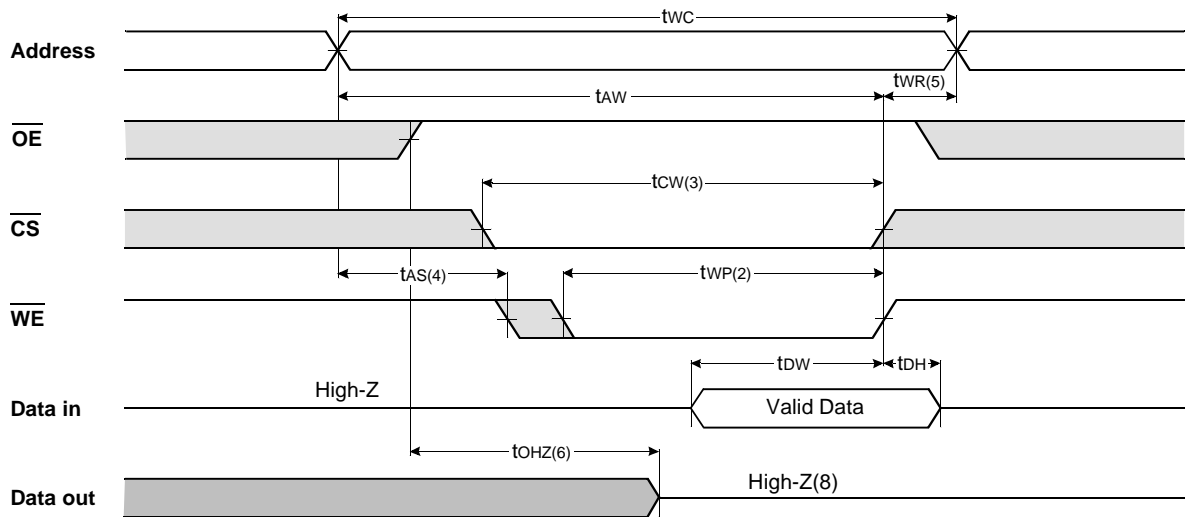 tWC
Address
tWR(5)
tAW
OE
tCW(3)
CS
tAS(4)
tWP(2)
WE
tDW
tDH
High-Z
Data in
Valid Data
tOHZ(6)
High-Z(8)
Data out